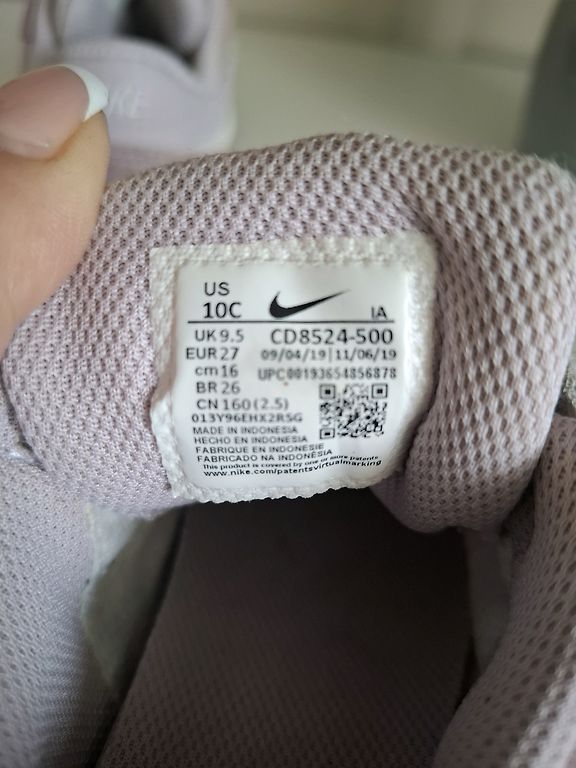 NIKE
US
10C
IA
UK 9.5 CD8524-500
EUR 27 09/04/19 | 11/06/19
cm 16 UPC 00193654856878
BR 26
CN 160 (2.5)
013Y96EHX2RSG
MADE IN INDONESIA
HECHO EN INDONESIA
FABRIQUE EN INDONESIE
FABRICADO NA INDONÉSIA
This product is covered by one or more patents
www.nike.com/patentsvirtualmarking